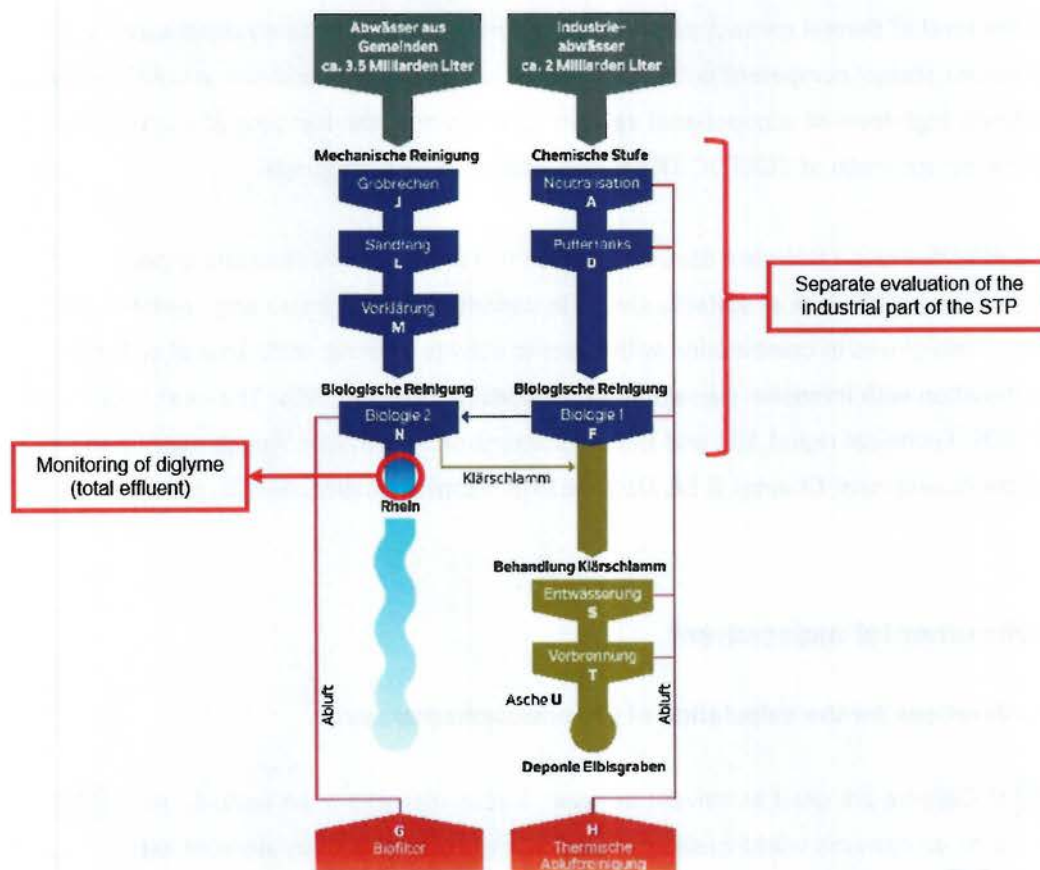 Abwässer aus
Gemeinden
ca. 3.5 Milliarden Liter
Industrie-
abwässer
ca. 2 Milliarden Liter
Mechanische Reinigung
Chemische Stufe
Grobrechen
J
Neutralisation
A
Sandfang
L
Puffertanks
D
Separate evaluation of the
industrial part of the STP
Vorklärung
M
Biologische Reinigung
Biologische Reinigung
Biologie 2
N
Biologie 1
F
Monitoring of diglyme
(total effluent)
Klärschlamm
Rhein
Behandlung Klärschlamm
Entwässerung
S
Verbrennung
T
Abluft
Asche U
Abluft
Deponie Elbisgraben
G
Biofilter
H
Thermische
Abluftreinigung